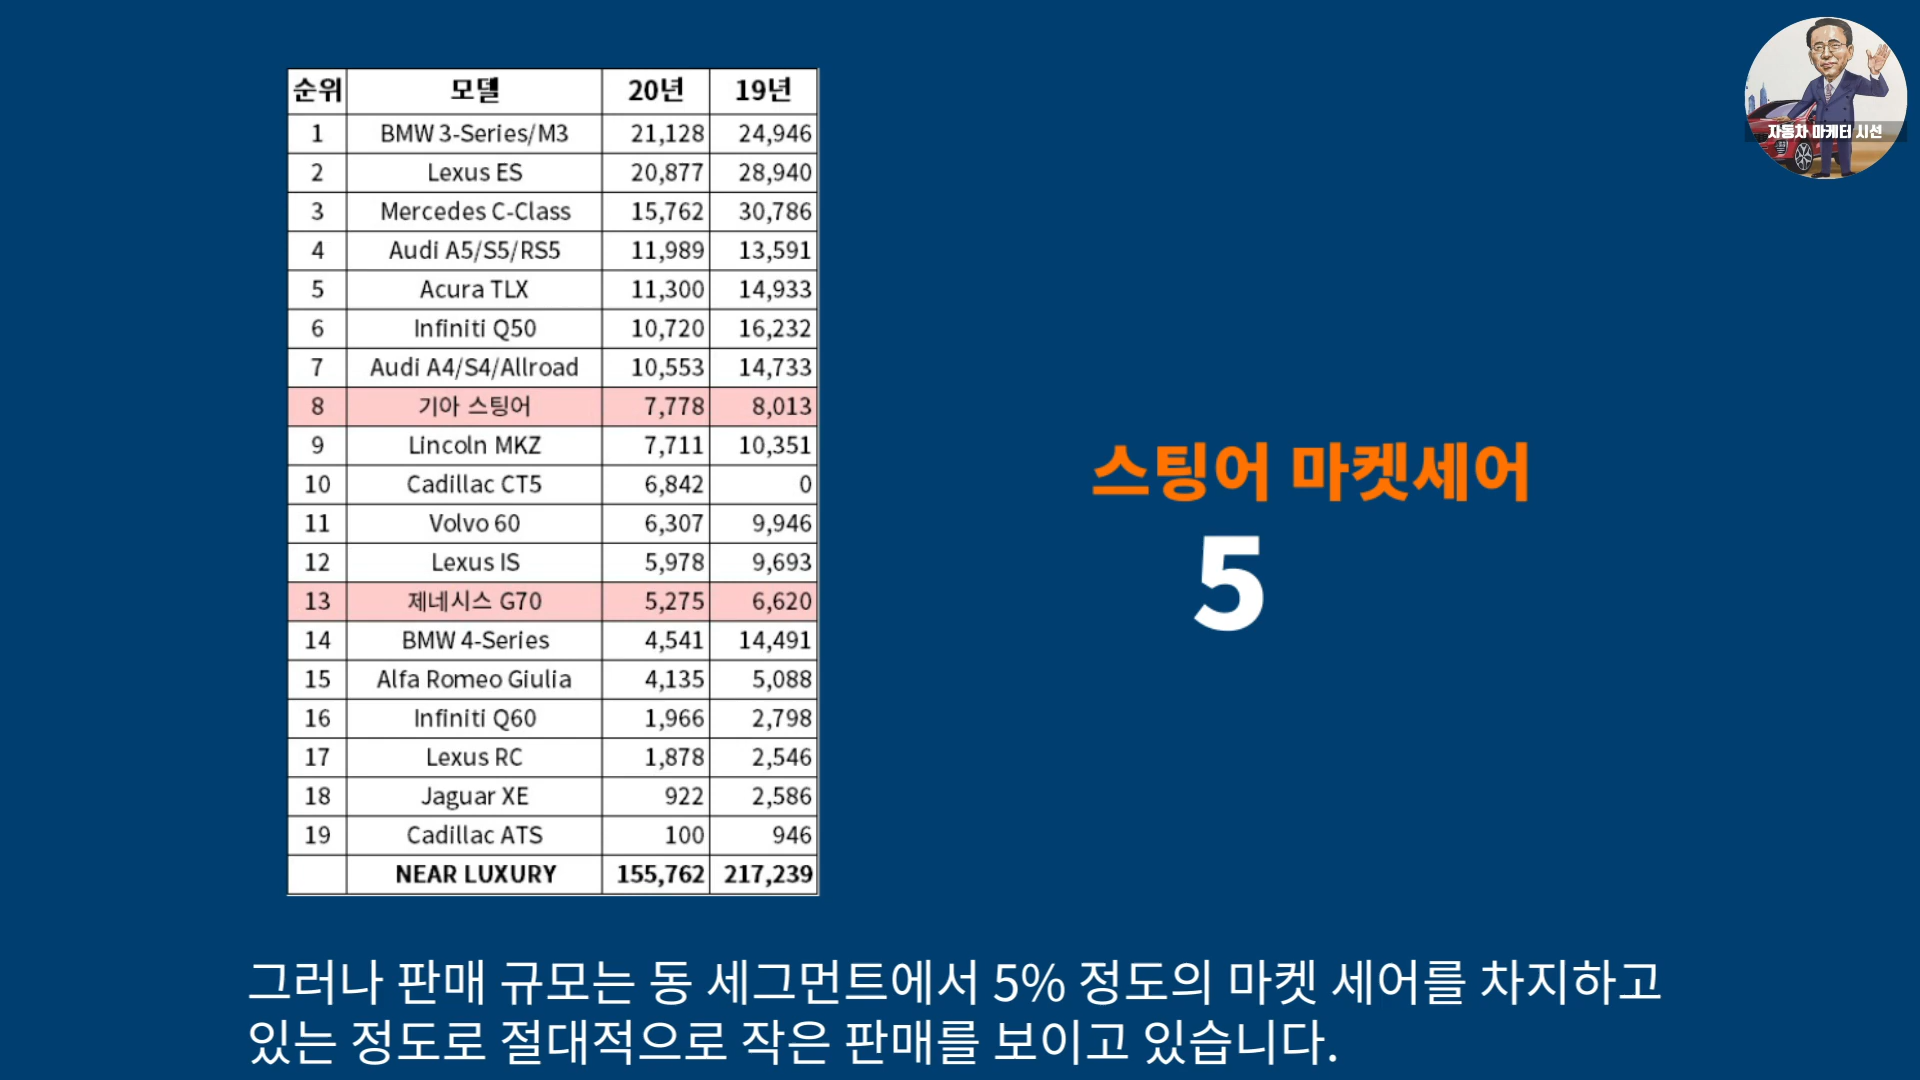 순위 모델 20년 19년
1 BMW 3-Series/M3 21,128 24,946
2 Lexus ES 20,877 28,940
3 Mercedes C-Class 15,762 30,786
4 Audi A5/S5/RS5 11,989 13,591
5 Acura TLX 11,300 14,933
6 Infiniti Q50 10,720 16,232
7 Audi A4/S4/Allroad 10,553 14,733
8 기아 스팅어 7,778 8,013
9 Lincoln MKZ 7,711 10,351
10 Cadillac CT5 6,842 0
11 Volvo 60 6,307 9,946
12 Lexus IS 5,978 9,693
13 제네시스 G70 5,275 6,620
14 BMW 4-Series 4,541 14,491
15 Alfa Romeo Giulia 4,135 5,088
16 Infiniti Q60 1,966 2,798
17 Lexus RC 1,878 2,546
18 Jaguar XE 922 2,586
19 Cadillac ATS 100 946
NEAR LUXURY 155,762 217,239
자동차 마케터 시선
스팅어 마켓세어
5
그러나 판매 규모는 동 세그먼트에서 5% 정도의 마켓 세어를 차지하고
있는 정도로 절대적으로 작은 판매를 보이고 있습니다.